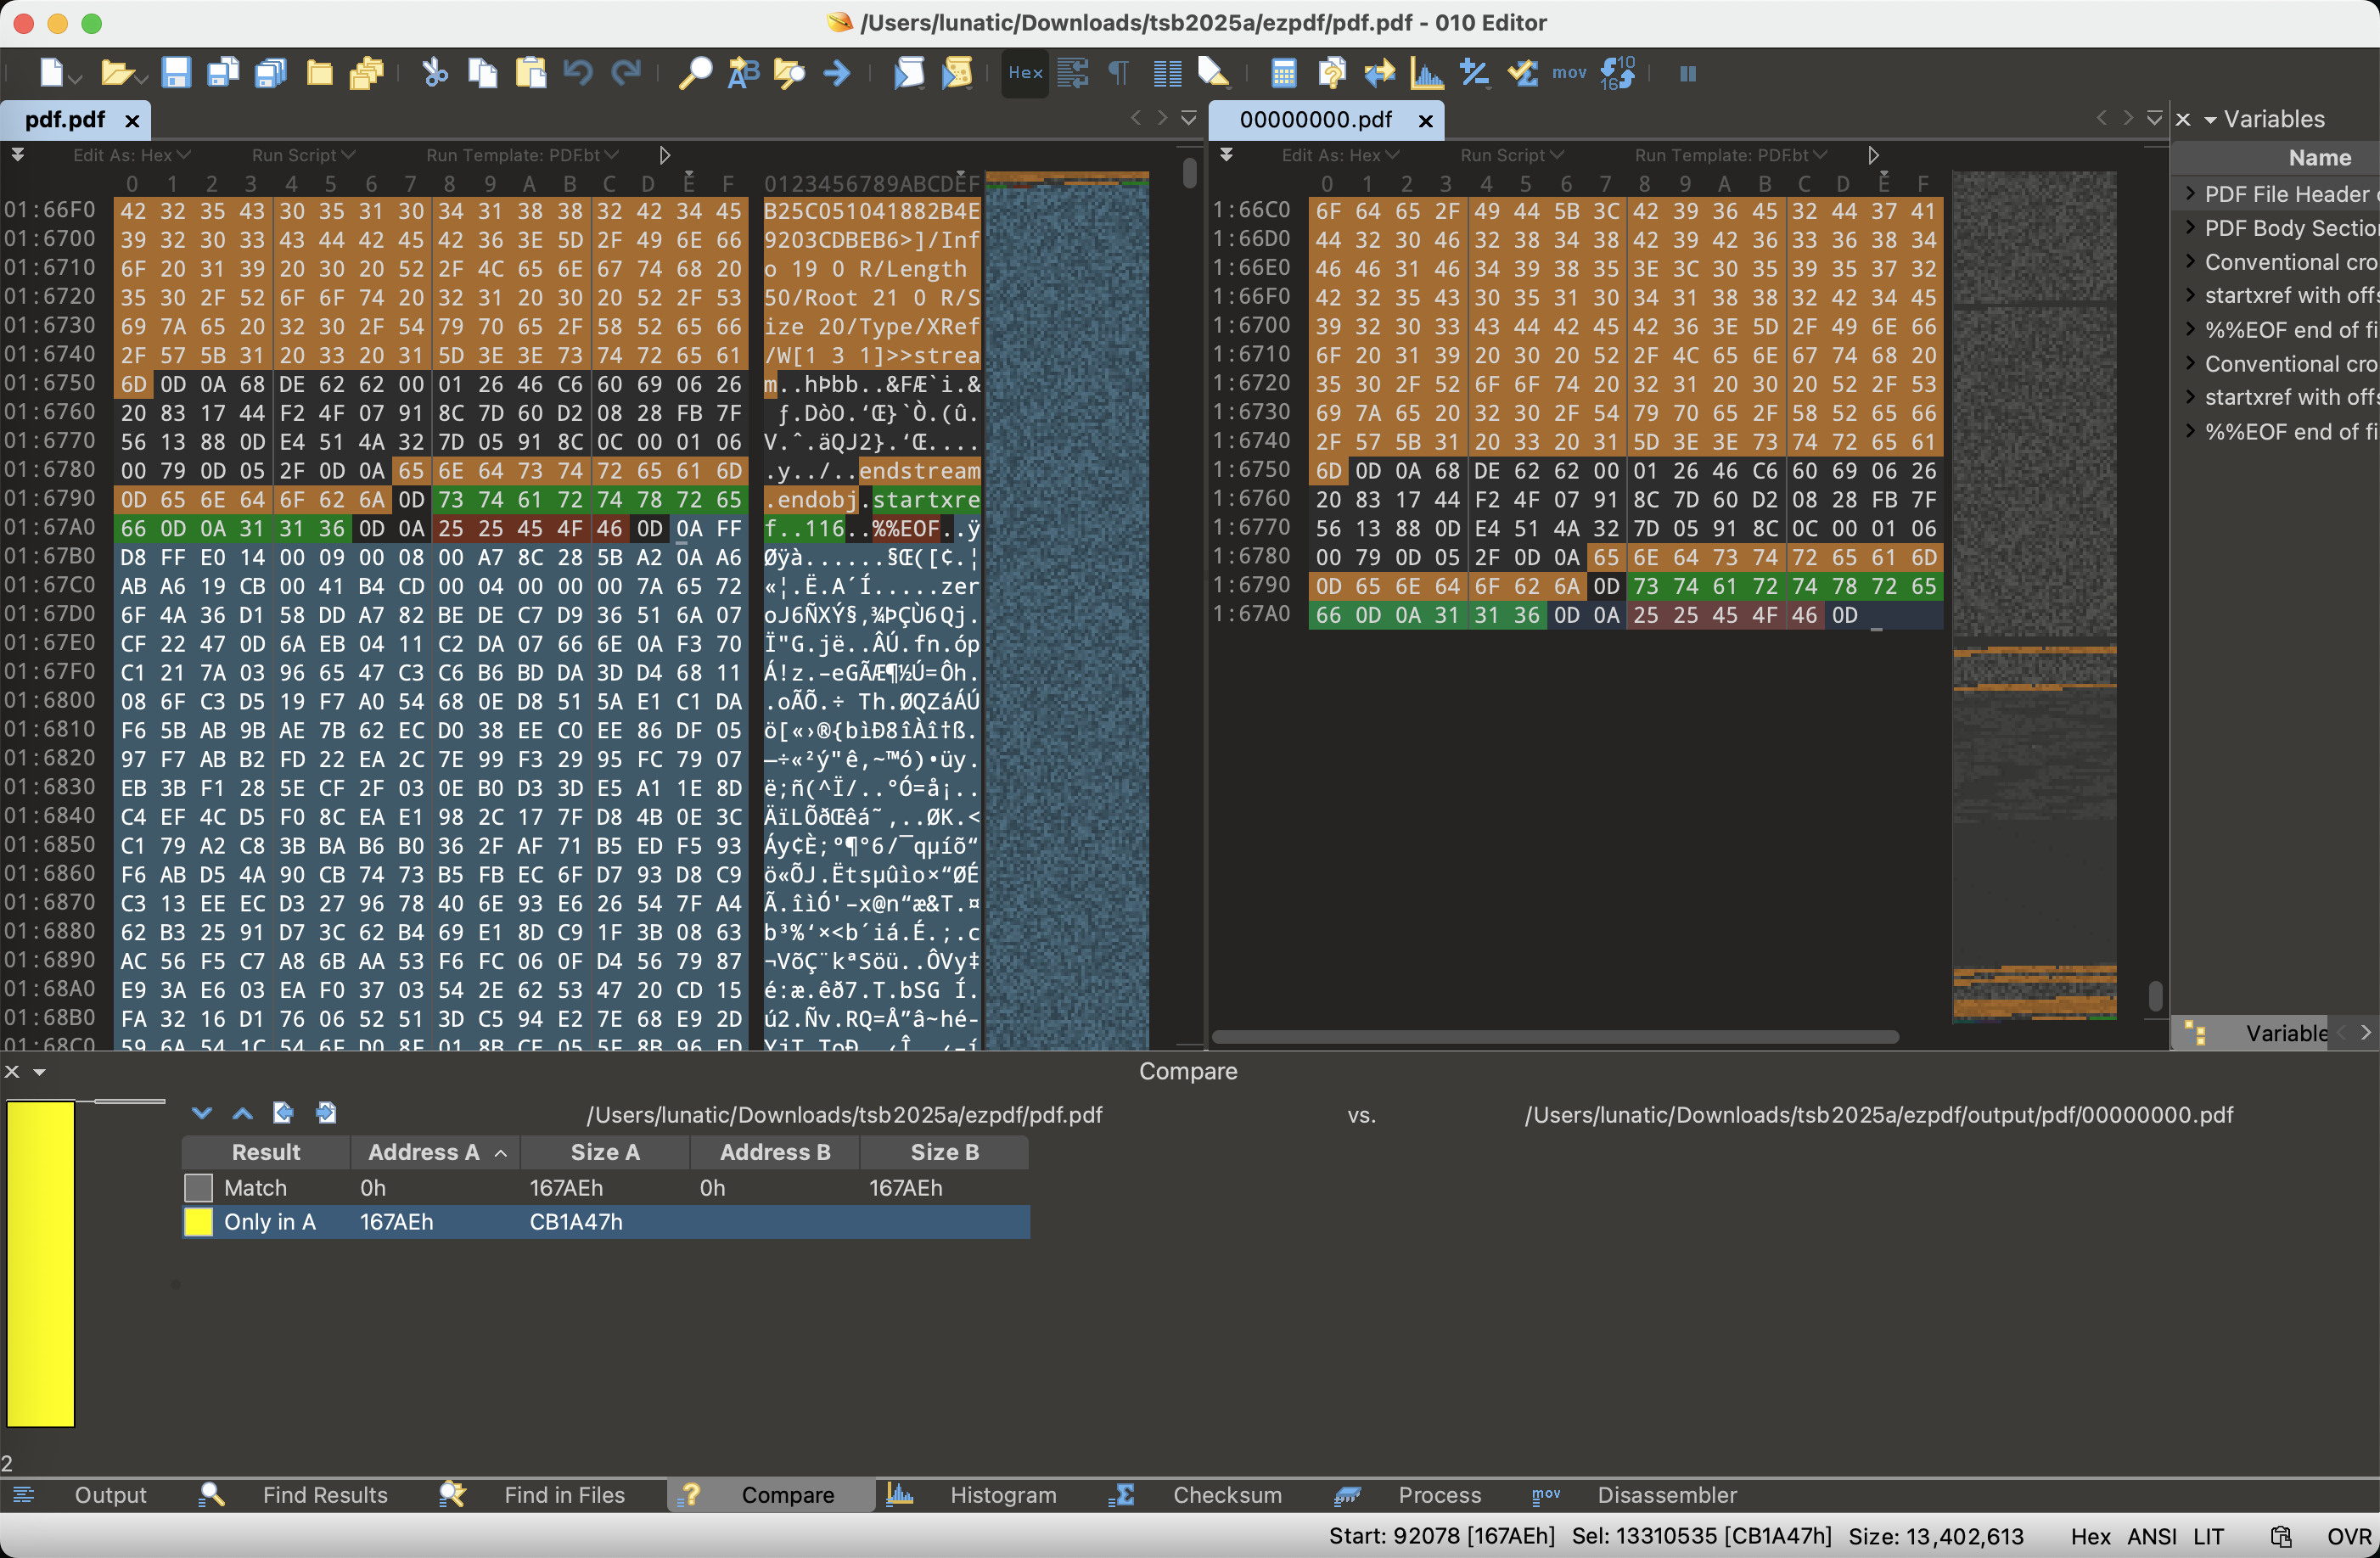 /Users/lunatic/Downloads/tsb2025a/ezpdf/pdf.pdf - 010 Editor
Hex
mov
10
16
pdf.pdf
00000000.pdf
Variables
Edit As: Hex Run Script Run Template: PDF.bt
Edit As: Hex Run Script Run Template: PDF.bt
Name
0 1 2 3 4 5 6 7 8 9 A B C D E F 0123456789ABCDEF
01:66F0 42 32 35 43 30 35 31 30 34 31 38 38 32 42 34 45 B25C051041882B4E
01:6700 39 32 30 33 43 44 42 45 42 36 3E 5D 2F 49 6E 66 9203CDBEB6>]/Inf
01:6710 6F 20 31 39 20 30 20 52 2F 4C 65 6E 67 74 68 20 o 19 0 R/Length
01:6720 35 30 2F 52 6F 6F 74 20 32 31 20 30 20 52 2F 53 50/Root 21 0 R/S
01:6730 69 7A 65 20 32 30 2F 54 79 70 65 2F 58 52 65 66 ize 20/Type/XRef
01:6740 2F 57 5B 31 20 33 20 31 5D 3E 3E 73 74 72 65 61 /W[1 3 1]>>strea
01:6750 6D 0D 0A 68 DE 62 62 00 01 26 46 C6 60 69 06 26 m..hÞbb..&FÆ`i.&
01:6760 20 83 17 44 F2 4F 07 91 8C 7D 60 D2 08 28 FB 7F  ƒ.DòO.‘Œ}`Ò.(û.
01:6770 56 13 88 0D E4 51 4A 32 7D 05 91 8C 0C 00 01 06 V.ˆ.äQJ2}.‘Œ....
01:6780 00 79 0D 05 2F 0D 0A 65 6E 64 73 74 72 65 61 6D .y../..endstream
01:6790 0D 65 6E 64 6F 62 6A 0D 73 74 61 72 74 78 72 65 .endobj.startxre
01:67A0 66 0D 0A 31 31 36 0D 0A 25 25 45 4F 46 0D 0A FF f..116..%%EOF..ÿ
01:67B0 D8 FF E0 14 00 09 00 08 00 A7 8C 28 5B A2 0A A6 Øÿà......§Œ([¢.¦
01:67C0 AB A6 19 CB 00 41 B4 CD 00 00 04 00 00 00 7A 65 72 «¦.Ë.A´Í.....zer
01:67D0 6F 4A 36 D1 58 DD A7 82 BE DE C7 D9 36 51 6A 07 oJ6ÑXÝ§‚¾ÞÇÙ6Qj.
01:67E0 CF 22 47 0D 6A EB 04 11 C2 DA 07 66 6E 0A F3 70 Ï"G.jë..ÂÚ.fn.óp
01:67F0 C1 21 7A 03 96 65 47 C3 C6 B6 BD DA 3D D4 68 11 Á!z.–eGÃÆ¶½Ú=Ôh.
01:6800 08 6F C3 D5 19 F7 A0 54 68 0E D8 51 5A E1 C1 DA .oÃÕ.÷ Th.ØQZáÁÚ
01:6810 F6 5B AB 9B AE 7B 62 EC D0 38 EE C0 EE 86 DF 05 ö[«›®{bìÐ8îÀî†ß.
01:6820 97 F7 AB B2 FD 22 EA 2C 7E 99 F3 29 95 FC 79 07 —÷«²ý"ê,~™ó)•üy.
01:6830 EB 3B F1 28 5E CF 2F 03 0E B0 D3 3D E5 A1 1E 8D ë;ñ(^Ï/..°Ó=å¡..
01:6840 C4 EF 4C D5 F0 8C EA E1 98 2C 17 7F D8 4B 0E 3C ÄïLÕðŒêá˜,..ØK.<
01:6850 C1 79 A2 C8 3B BA B6 B0 36 2F AF 71 B5 ED F5 93 Áy¢È;º¶°6/¯qµíõ“
01:6860 F6 AB D5 4A 90 CB 74 73 B5 FB EC 6F D7 93 D8 C9 ö«ÕJ.Ëtsµûìo×“ØÉ
01:6870 C3 13 EE EC D3 27 96 78 40 6E 93 E6 26 54 7F A4 Ã.îìÓ'–x@n“æ&T.¤
01:6880 62 B3 25 91 D7 3C 62 B4 69 E1 8D C9 1F 3B 08 63 b³%‘×<b´iá.É.;.c
01:6890 AC 56 F5 C7 A8 6B AA 53 F6 FC 06 0F D4 56 79 87 ¬VõÇ¨kªSöü..ÔVy‡
01:68A0 E9 3A E6 03 EA F0 37 03 54 2E 62 53 47 20 CD 15 é:æ.êð7.T.bSG Í.
01:68B0 FA 32 16 D1 76 06 52 51 3D C5 94 E2 7E 68 E9 2D ú2.Ñv.RQ=Å”â~hé-
0 1 2 3 4 5 6 7 8 9 A B C D E F
1:66C0 6F 64 65 2F 49 44 5B 3C 42 39 36 45 32 44 37 41
1:66D0 44 32 30 46 32 38 34 38 42 39 42 36 33 36 38 34
1:66E0 46 46 31 46 34 39 38 35 3E 3C 30 35 39 35 37 32
1:66F0 42 32 35 43 30 35 31 30 34 31 38 38 32 42 34 45
1:6700 39 32 30 33 43 44 42 45 42 36 3E 5D 2F 49 6E 66
1:6710 6F 20 31 39 20 30 20 52 2F 4C 65 6E 67 74 68 20
1:6720 35 30 2F 52 6F 6F 74 20 32 31 20 30 20 52 2F 53
1:6730 69 7A 65 20 32 30 2F 54 79 70 65 2F 58 52 65 66
1:6740 2F 57 5B 31 20 33 20 31 5D 3E 3E 73 74 72 65 61
1:6750 6D 0D 0A 68 DE 62 62 00 01 26 46 C6 60 69 06 26
1:6760 20 83 17 44 F2 4F 07 91 8C 7D 60 D2 08 28 FB 7F
1:6770 56 13 88 0D E4 51 4A 32 7D 05 91 8C 0C 00 01 06
1:6780 00 79 0D 05 2F 0D 0A 65 6E 64 73 74 72 65 61 6D
1:6790 0D 65 6E 64 6F 62 6A 0D 73 74 61 72 74 78 72 65
1:67A0 66 0D 0A 31 31 36 0D 0A 25 25 45 4F 46 0D
PDF File Header
PDF Body Sectio
Conventional cro
startxref with offs
%%EOF end of fi
Conventional cro
startxref with offs
%%EOF end of fi
Variable
Compare
/Users/lunatic/Downloads/tsb2025a/ezpdf/pdf.pdf vs. /Users/lunatic/Downloads/tsb2025a/ezpdf/output/pdf/00000000.pdf
Result Address A Size A Address B Size B
Match 0h 167AEh 0h 167AEh
Only in A 167AEh CB1A47h
2
Output Find Results Find in Files Compare Histogram Checksum Process mov Disassembler
Start: 92078 [167AEh] Sel: 13310535 [CB1A47h] Size: 13,402,613 Hex ANSI LIT OVR